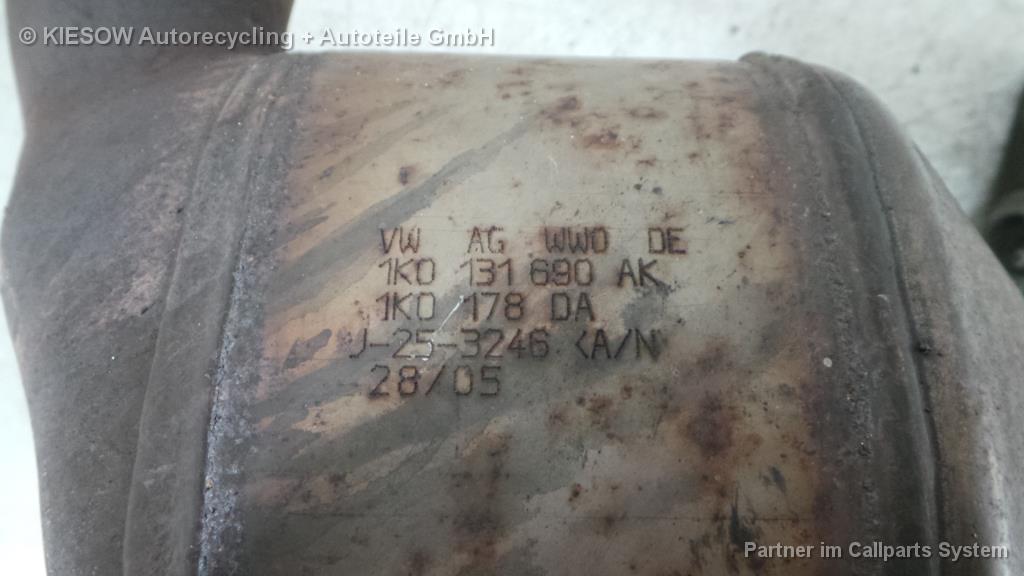 © KIESOW Autorecycling + Autoteile GmbH
VW AG WWO DE
1K0 131 690 AK
1K0 178 DA
J-25-3246 <A/N>
28/05
Partner im Callparts System